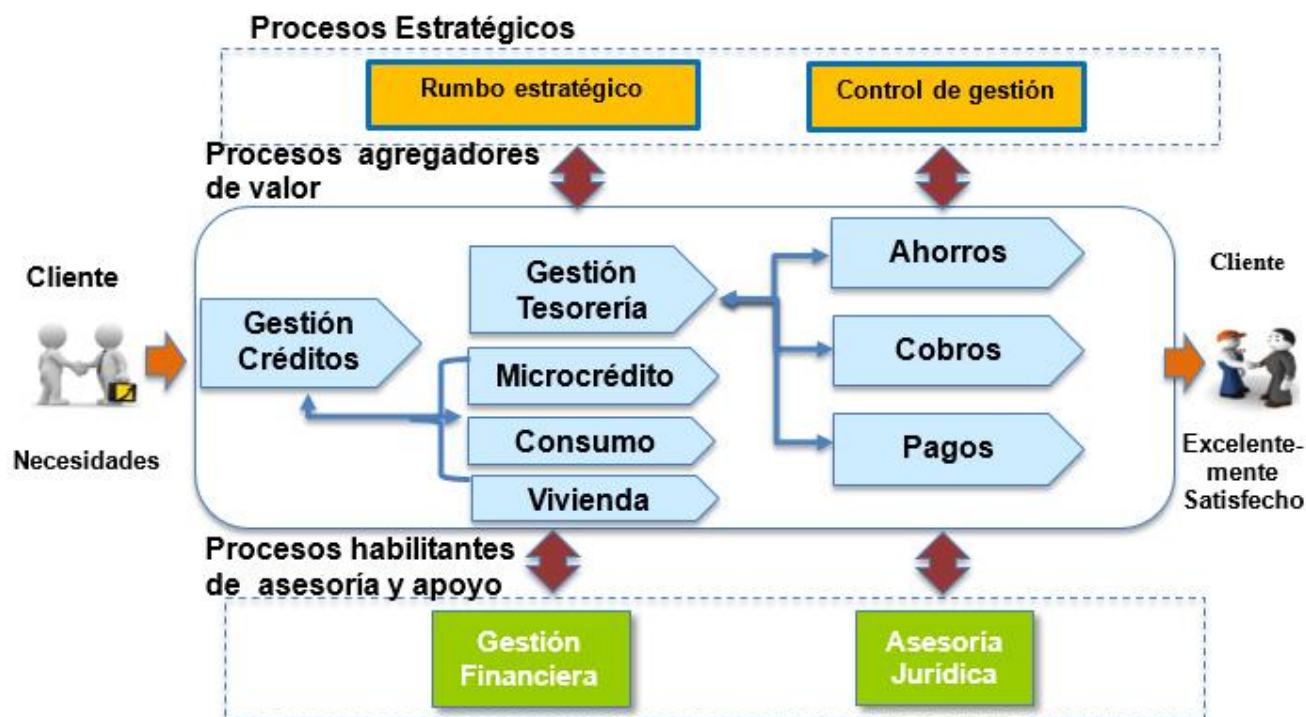 Procesos Estratégicos
Rumbo estratégico
Control de gestión
Procesos agregadores
de valor
Cliente
Necesidades
Gestión
Créditos
Gestión
Tesorería
Microcrédito
Consumo
Vivienda
Ahorros
Cobros
Pagos
Cliente
Excelente-
mente
Satisfecho
Procesos habilitantes
de asesoría y apoyo
Gestión
Financiera
Asesoría
Jurídica